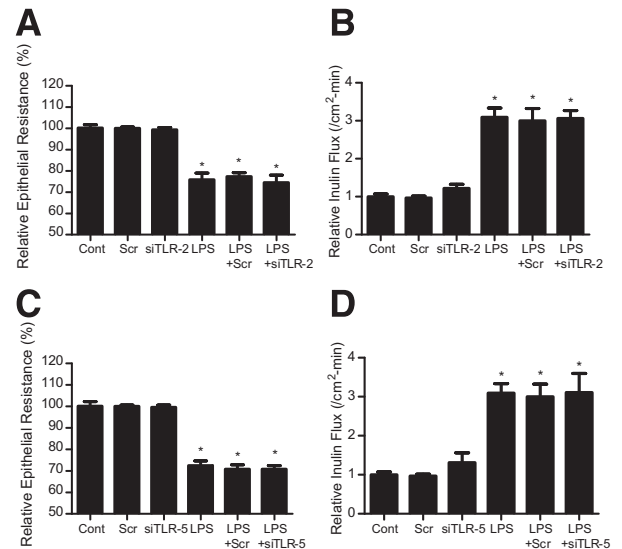 A
Relative Epithelial Resistance (%)
120
110
100
90
80
70
60
50
* * *
Cont Scr siTLR-2 LPS LPS LPS
+Scr +siTLR-2
B
Relative Inulin Flux (/cm²-min)
4
3
2
1
0
* * *
Cont Scr siTLR-2 LPS LPS LPS
+Scr +siTLR-2
C
Relative Epithelial Resistance (%)
120
110
100
90
80
70
60
50
* * *
Cont Scr siTLR-5 LPS LPS LPS
+Scr +siTLR-5
D
Relative Inulin Flux (/cm²-min)
4
3
2
1
0
* * *
Cont Scr siTLR-5 LPS LPS LPS
+Scr +siTLR-5